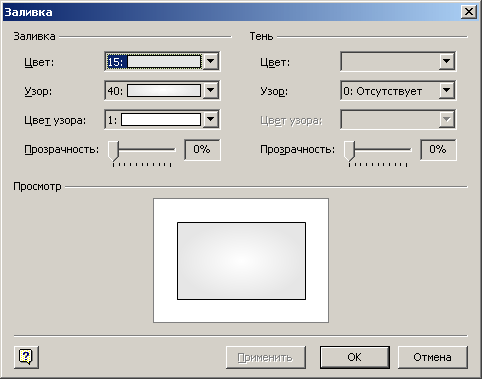 Заливка
Заливка Тень
Цвет: 15: Цвет:
Узор: 40: Узор: 0: Отсутствует
Цвет узора: 1: Цвет узора:
Прозрачность: 0% Прозрачность: 0%
Просмотр
? Применить OK Отмена